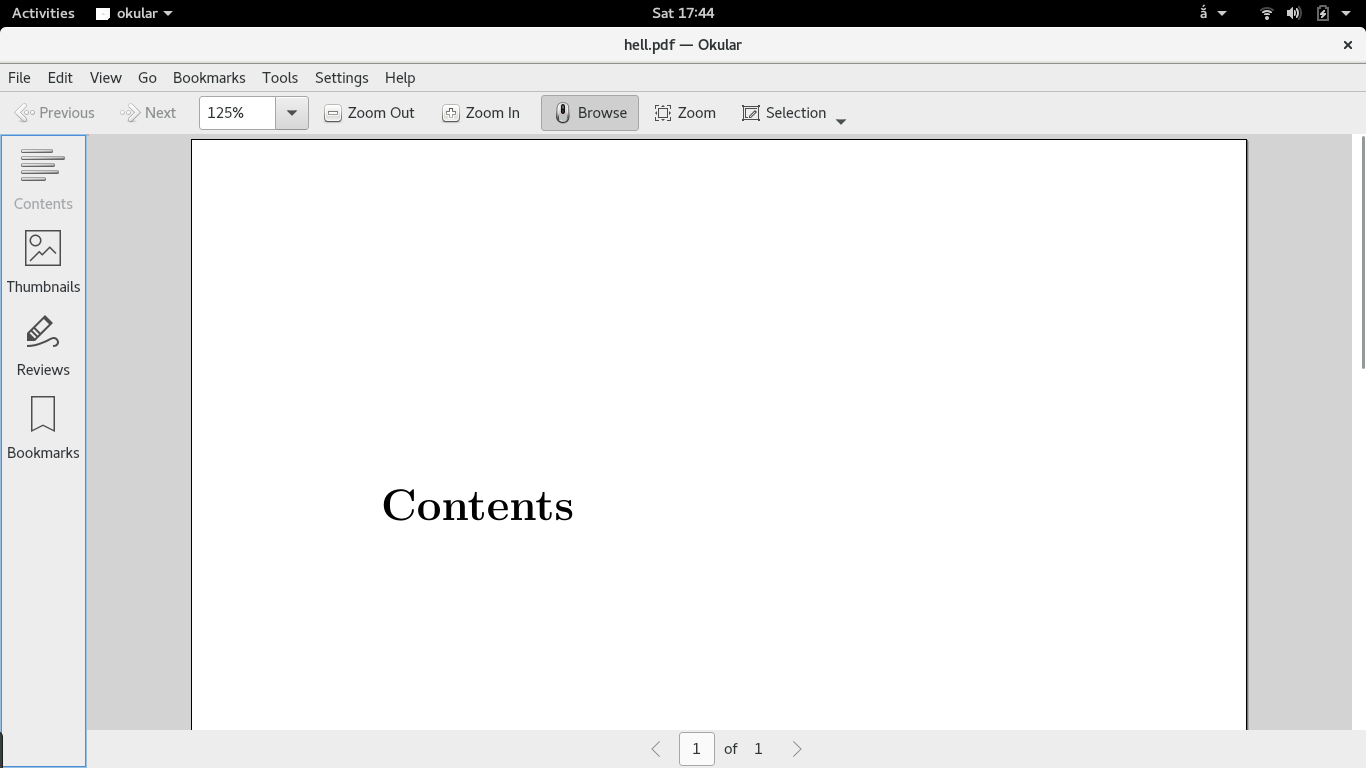 Activities okular Sat 17:44 á̋
hell.pdf — Okular
File Edit View Go Bookmarks Tools Settings Help
Previous Next 125% Zoom Out Zoom In Browse Zoom Selection
Contents
Thumbnails
Reviews
Bookmarks
Contents
1 of 1